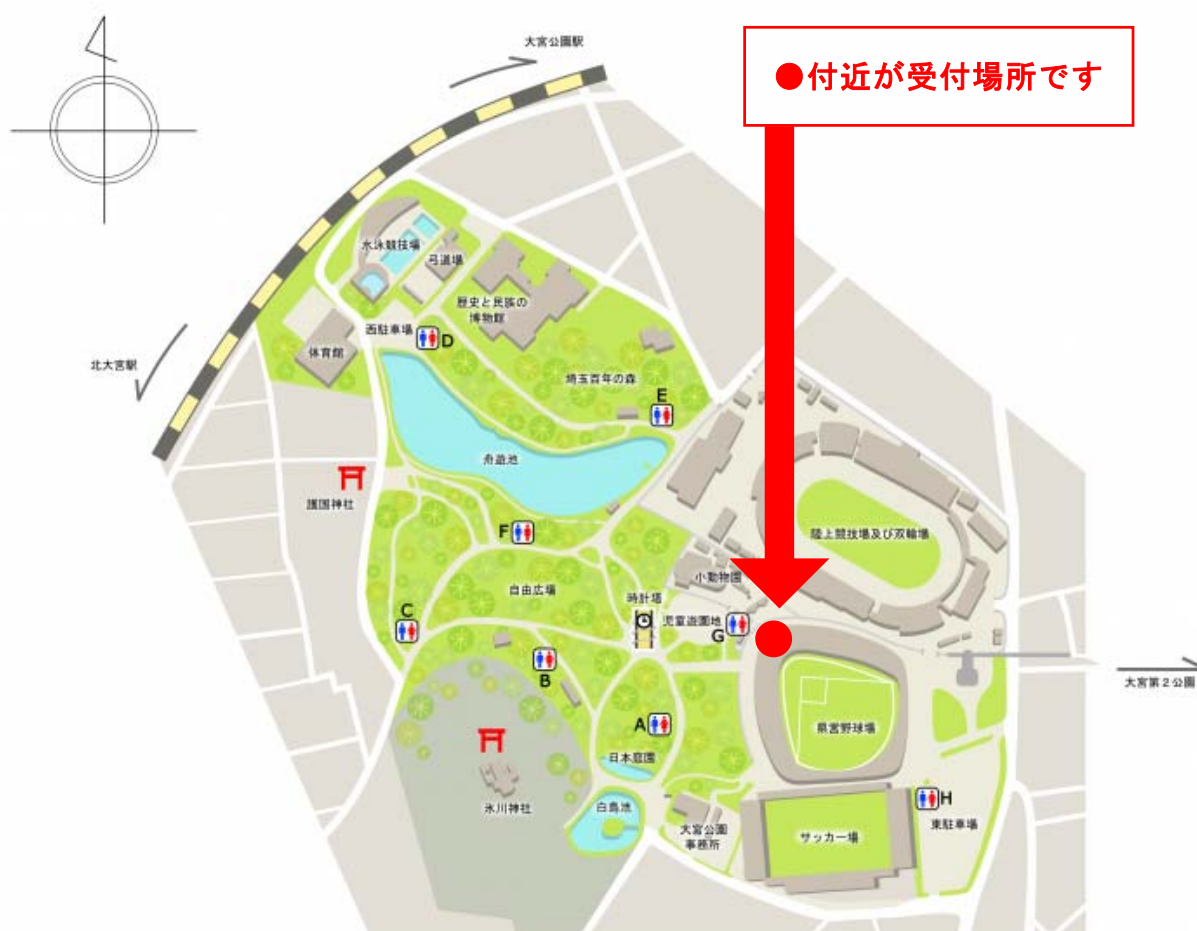 大宮公園駅
●付近が受付場所です
水泳競技場
弓道場
歴史と民族の
博物館
西駐車場
D
体育館
北大宮駅
埼玉百年の森
E
舟遊池
護国神社
F
陸上競技場及び双輪場
小動物園
自由広場
時計塔
C
児童遊園地
G
B
大宮第2公園
A
県営野球場
日本庭園
氷川神社
白鳥池
H
大宮公園
事務所
サッカー場
東駐車場